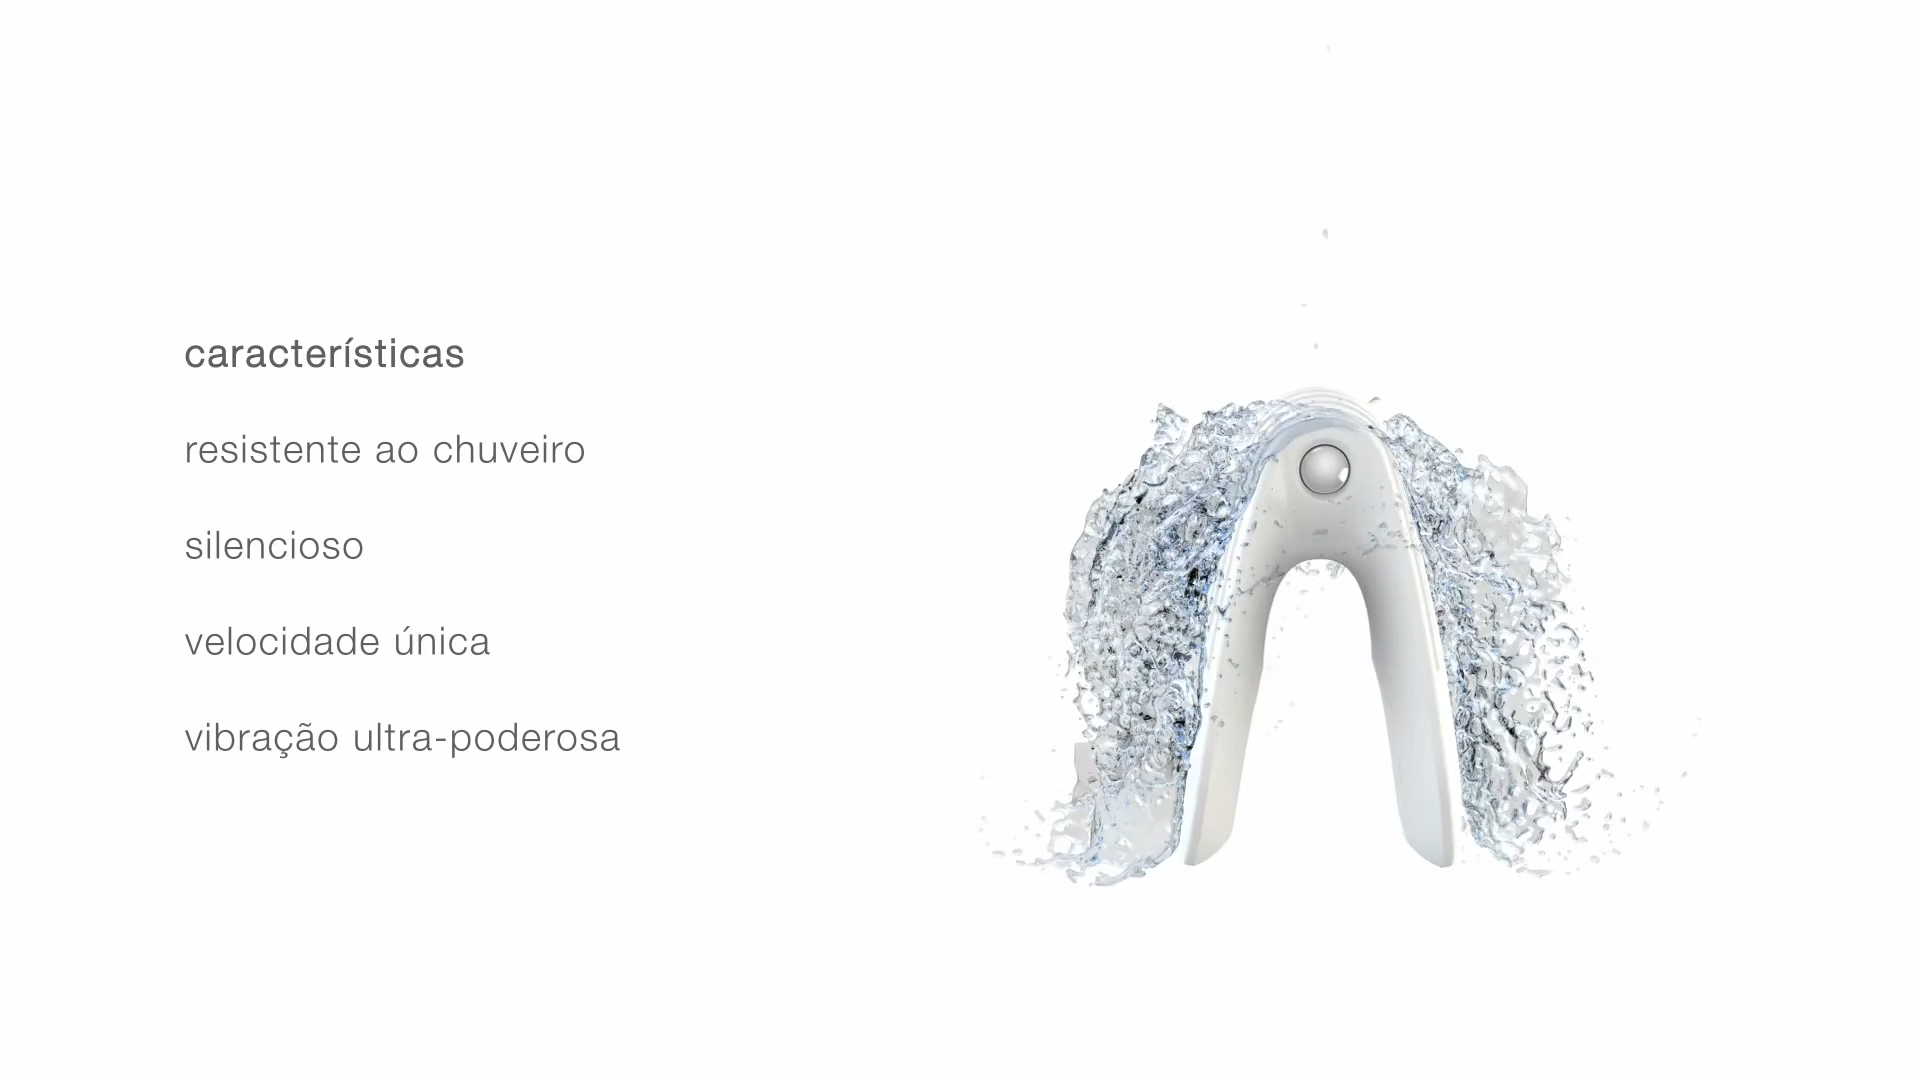 características
resistente ao chuveiro
silencioso
velocidade única
vibração ultra-poderosa